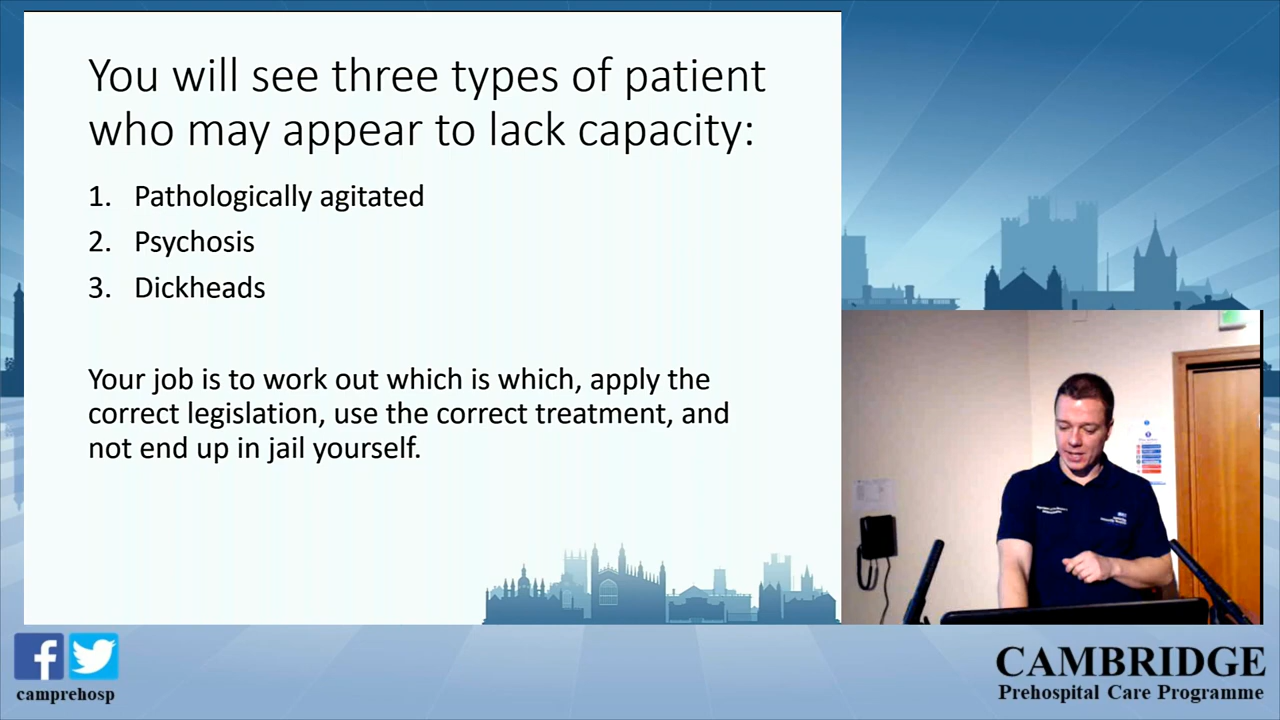 You will see three types of patient
who may appear to lack capacity:
1. Pathologically agitated
2. Psychosis
3. Dickheads
Your job is to work out which is which, apply the
correct legislation, use the correct treatment, and
not end up in jail yourself.
f
camprehosp
CAMBRIDGE
Prehospital Care Programme